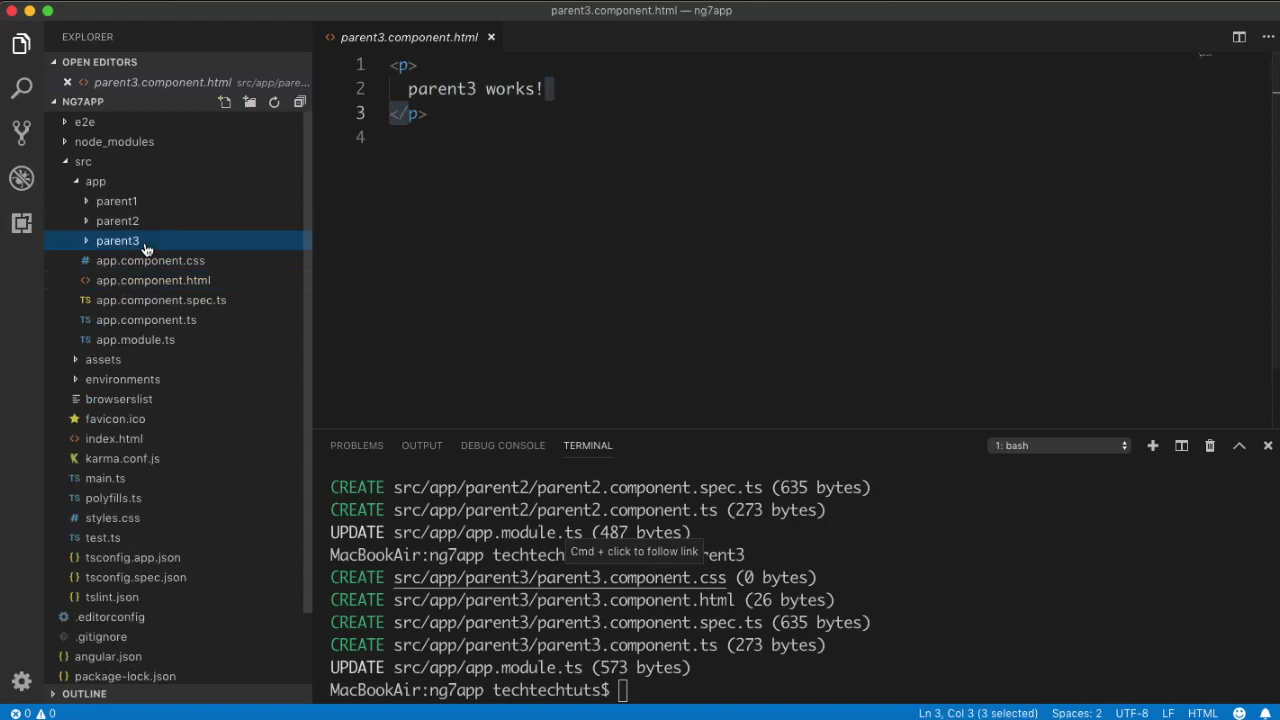 parent3.component.html — ng7app
EXPLORER
OPEN EDITORS
parent3.component.html src/app/pare...
NG7APP
e2e
node_modules
src
app
parent1
parent2
parent3
# app.component.css
<> app.component.html
TS app.component.spec.ts
TS app.component.ts
TS app.module.ts
assets
environments
browserslist
favicon.ico
<> index.html
karma.conf.js
TS main.ts
TS polyfills.ts
# styles.css
TS test.ts
{} tsconfig.app.json
{} tsconfig.spec.json
{} tslint.json
.editorconfig
.gitignore
{} angular.json
{} package-lock.json
OUTLINE
<> parent3.component.html
1 <p>
2 parent3 works!
3 </p>
4
PROBLEMS OUTPUT DEBUG CONSOLE TERMINAL
1: bash
CREATE src/app/parent2/parent2.component.spec.ts (635 bytes)
CREATE src/app/parent2/parent2.component.ts (273 bytes)
UPDATE src/app/app.module.ts (487 bytes)
Cmd + click to follow link
MacBookAir:ng7app techtech rent3
CREATE src/app/parent3/parent3.component.css (0 bytes)
CREATE src/app/parent3/parent3.component.html (26 bytes)
CREATE src/app/parent3/parent3.component.spec.ts (635 bytes)
CREATE src/app/parent3/parent3.component.ts (273 bytes)
UPDATE src/app/app.module.ts (573 bytes)
MacBookAir:ng7app techtechtuts$
0 0
Ln 3, Col 3 (3 selected) Spaces: 2 UTF-8 LF HTML